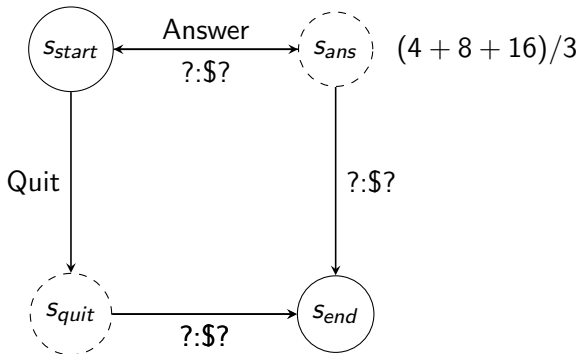 Answer
s_start s_ans (4 + 8 + 16)/3
?:$?
Quit ?:$?
s_quit s_end
?:$?